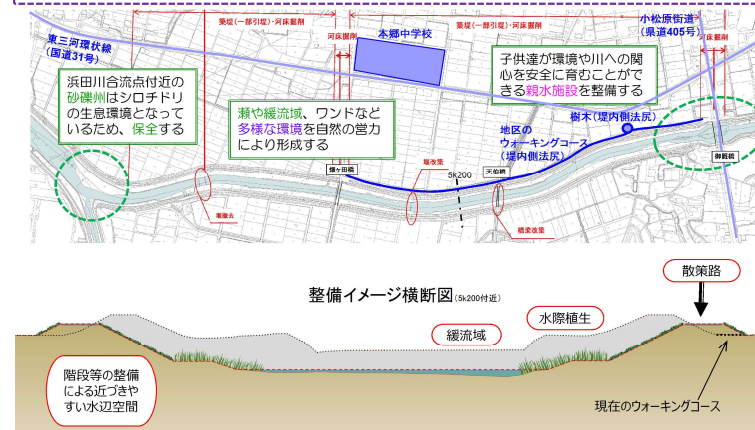 築堤(一部引堤)・河床掘削
河床掘削
築堤(一部引堤)・河床掘削
河床掘削
小松原街道
(県道405号)
東三河環状線
(国道31号)
本郷中学校
浜田川合流点付近の
砂礫州はシロチドリ
の生息環境となって
いるため、保全する
瀬や緩流域、ワンドなど
多様な環境を自然の営力
により形成する
子供達が環境や川への関
心を安全に育むことがで
きる親水施設を整備する
樹木(堤内側法尻)
地区の
ウォーキングコース
(堤内側法尻)
堰改築
5k200
天伯橋
御厩橋
堰撤去
橋梁改築
整備イメージ横断図(5k200付近)
散策路
水際植生
緩流域
階段等の整備
による近づきや
すい水辺空間
現在のウォーキングコース